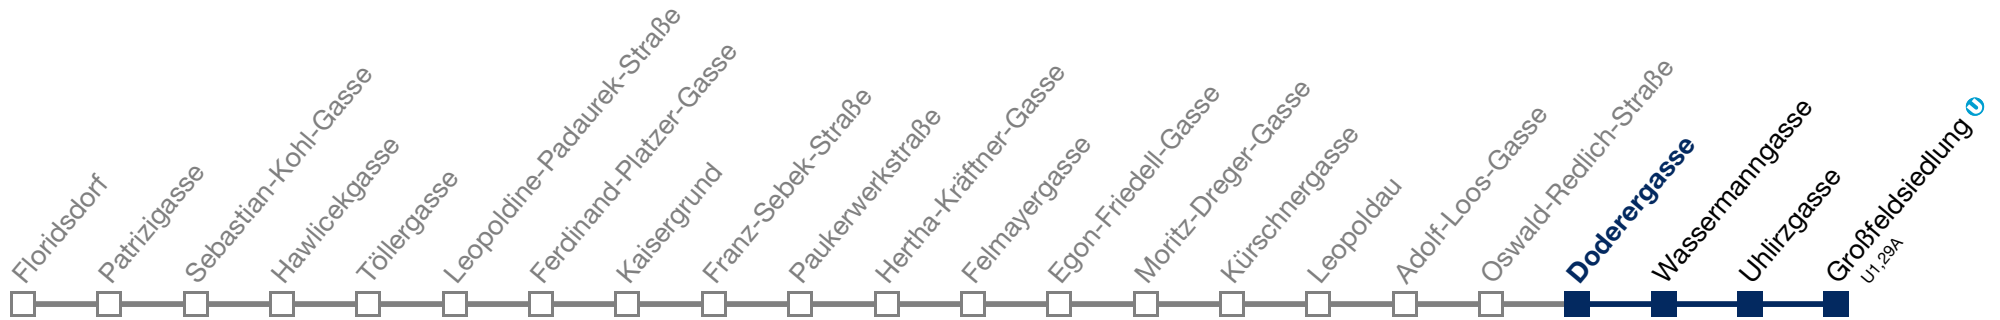 Floridsdorf
Patrizigasse
Sebastian-Kohl-Gasse
Hawlicekgasse
Töllergasse
Leopoldine-Padaurek-Straße
Ferdinand-Platzer-Gasse
Kaisergrund
Franz-Sebek-Straße
Paukerwerkstraße
Hertha-Kräftner-Gasse
Felmayergasse
Egon-Friedell-Gasse
Moritz-Dreger-Gasse
Kürschnergasse
Leopoldau
Adolf-Loos-Gasse
Oswald-Redlich-Straße
Doderergasse
Wassermanngasse
Uhlirzgasse
Großfeldsiedlung U
U1,29A